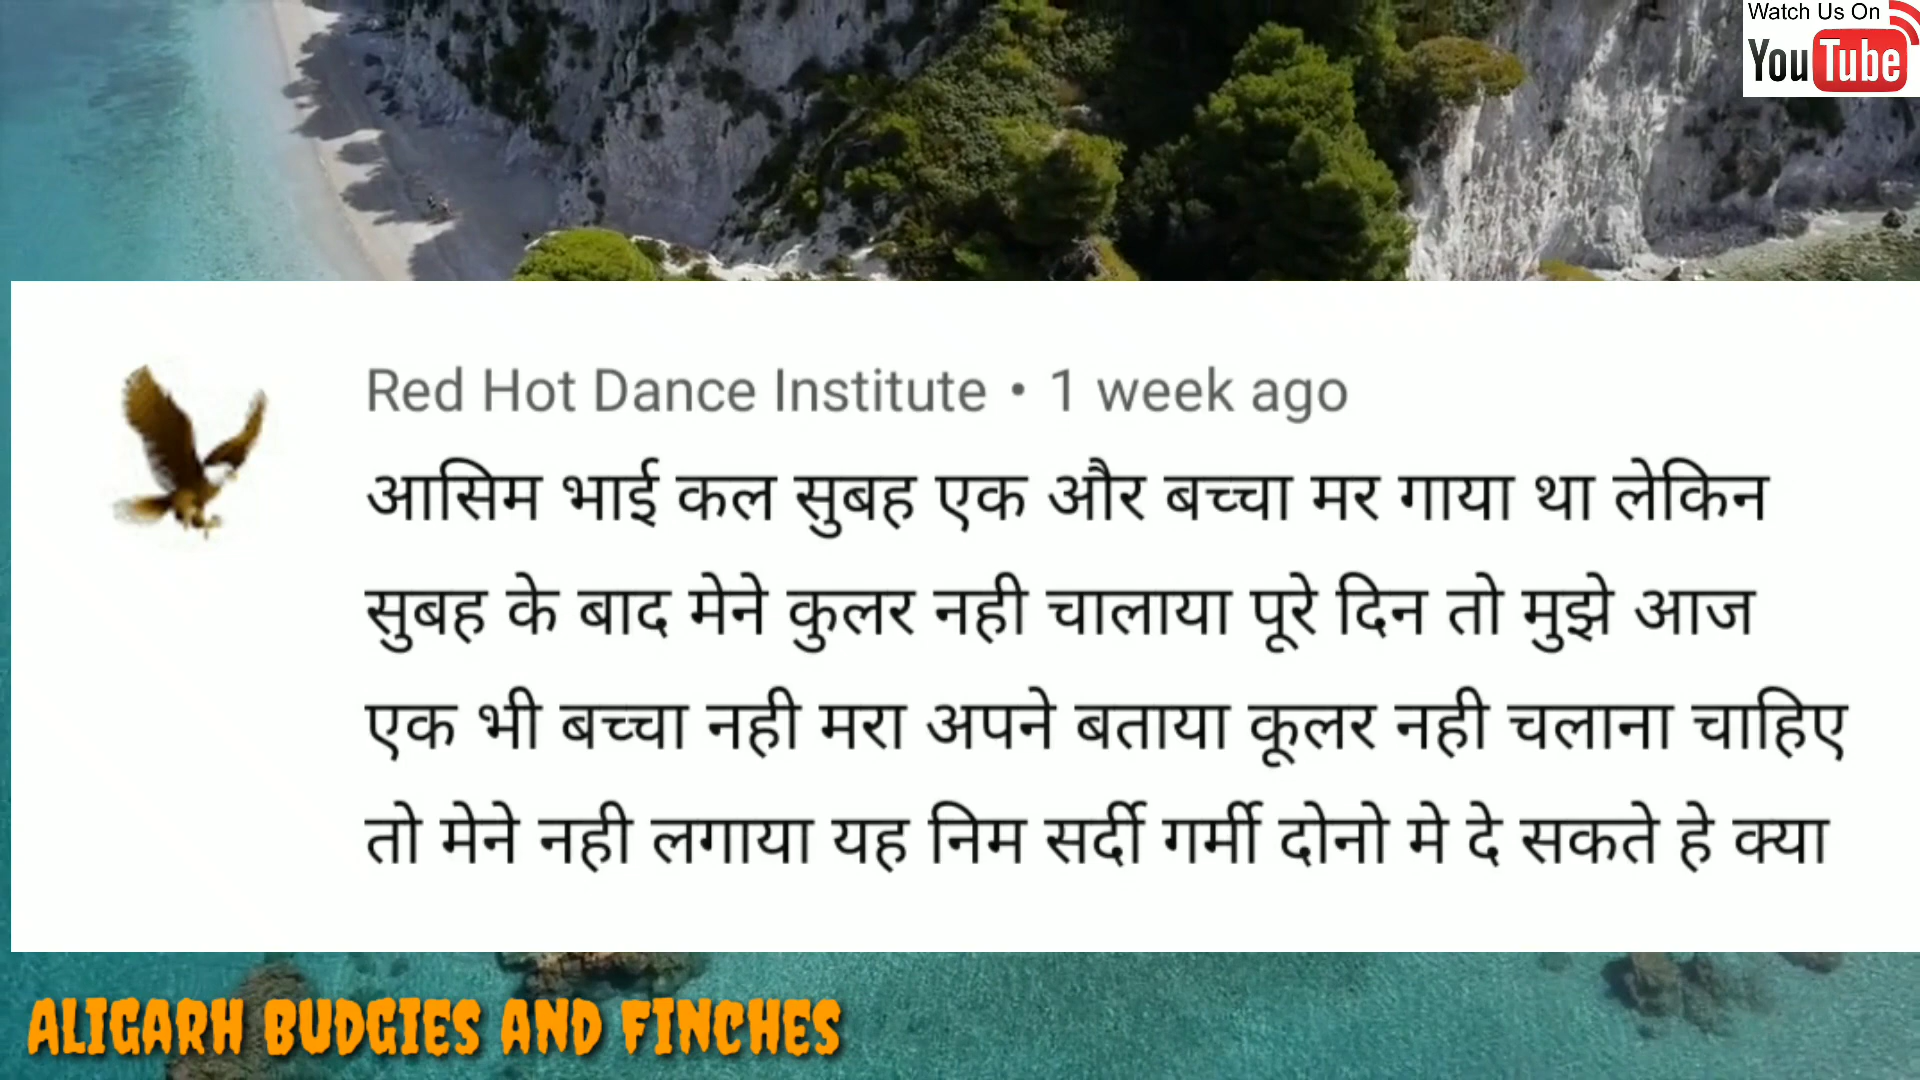 Watch Us On
YouTube
Red Hot Dance Institute • 1 week ago
आसिम भाई कल सुबह एक और बच्चा मर गाया था लेकिन
सुबह के बाद मेने कुलर नही चालाया पूरे दिन तो मुझे आज
एक भी बच्चा नही मरा अपने बताया कूलर नही चलाना चाहिए
तो मेने नही लगाया यह निम सर्दी गर्मी दोनो मे दे सकते हे क्या
ALIGARH BUDGIES AND FINCHES